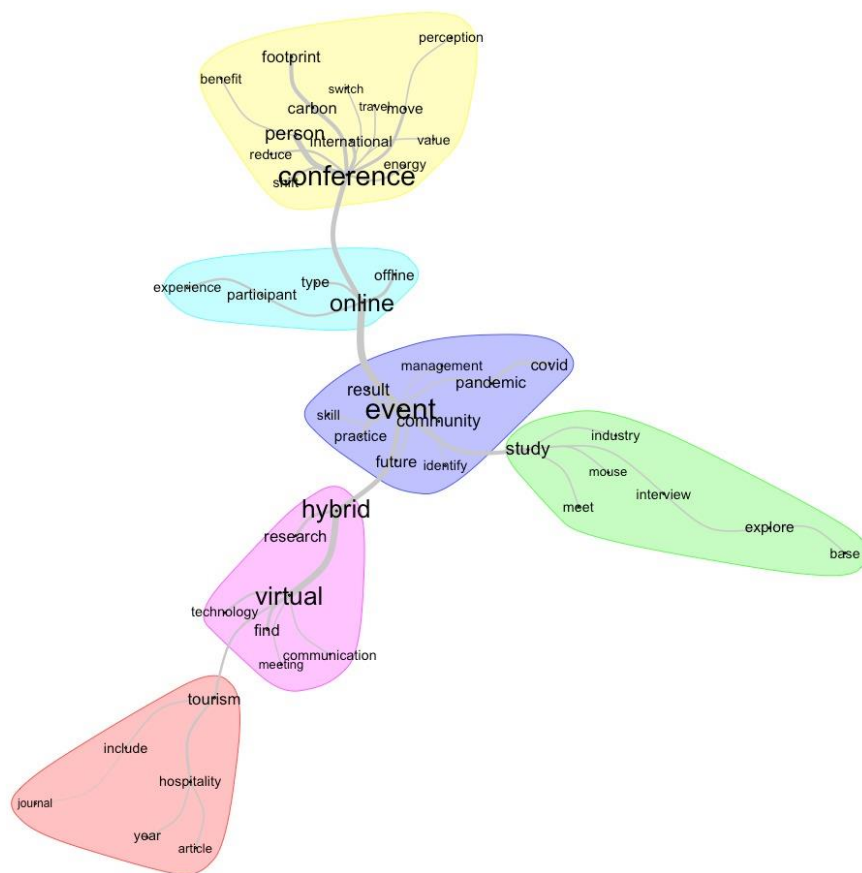 perception
footprint
benefit
switch
carbon
travel
move
person
international
value
reduce
energy
shift
conference
offline
type
experience
participant
online
management
covid
pandemic
result
event
skill
community
practice
industry
study
future
identify
mouse
interview
meet
hybrid
explore
research
base
virtual
technology
find
communication
meeting
tourism
include
hospitality
journal
year
article